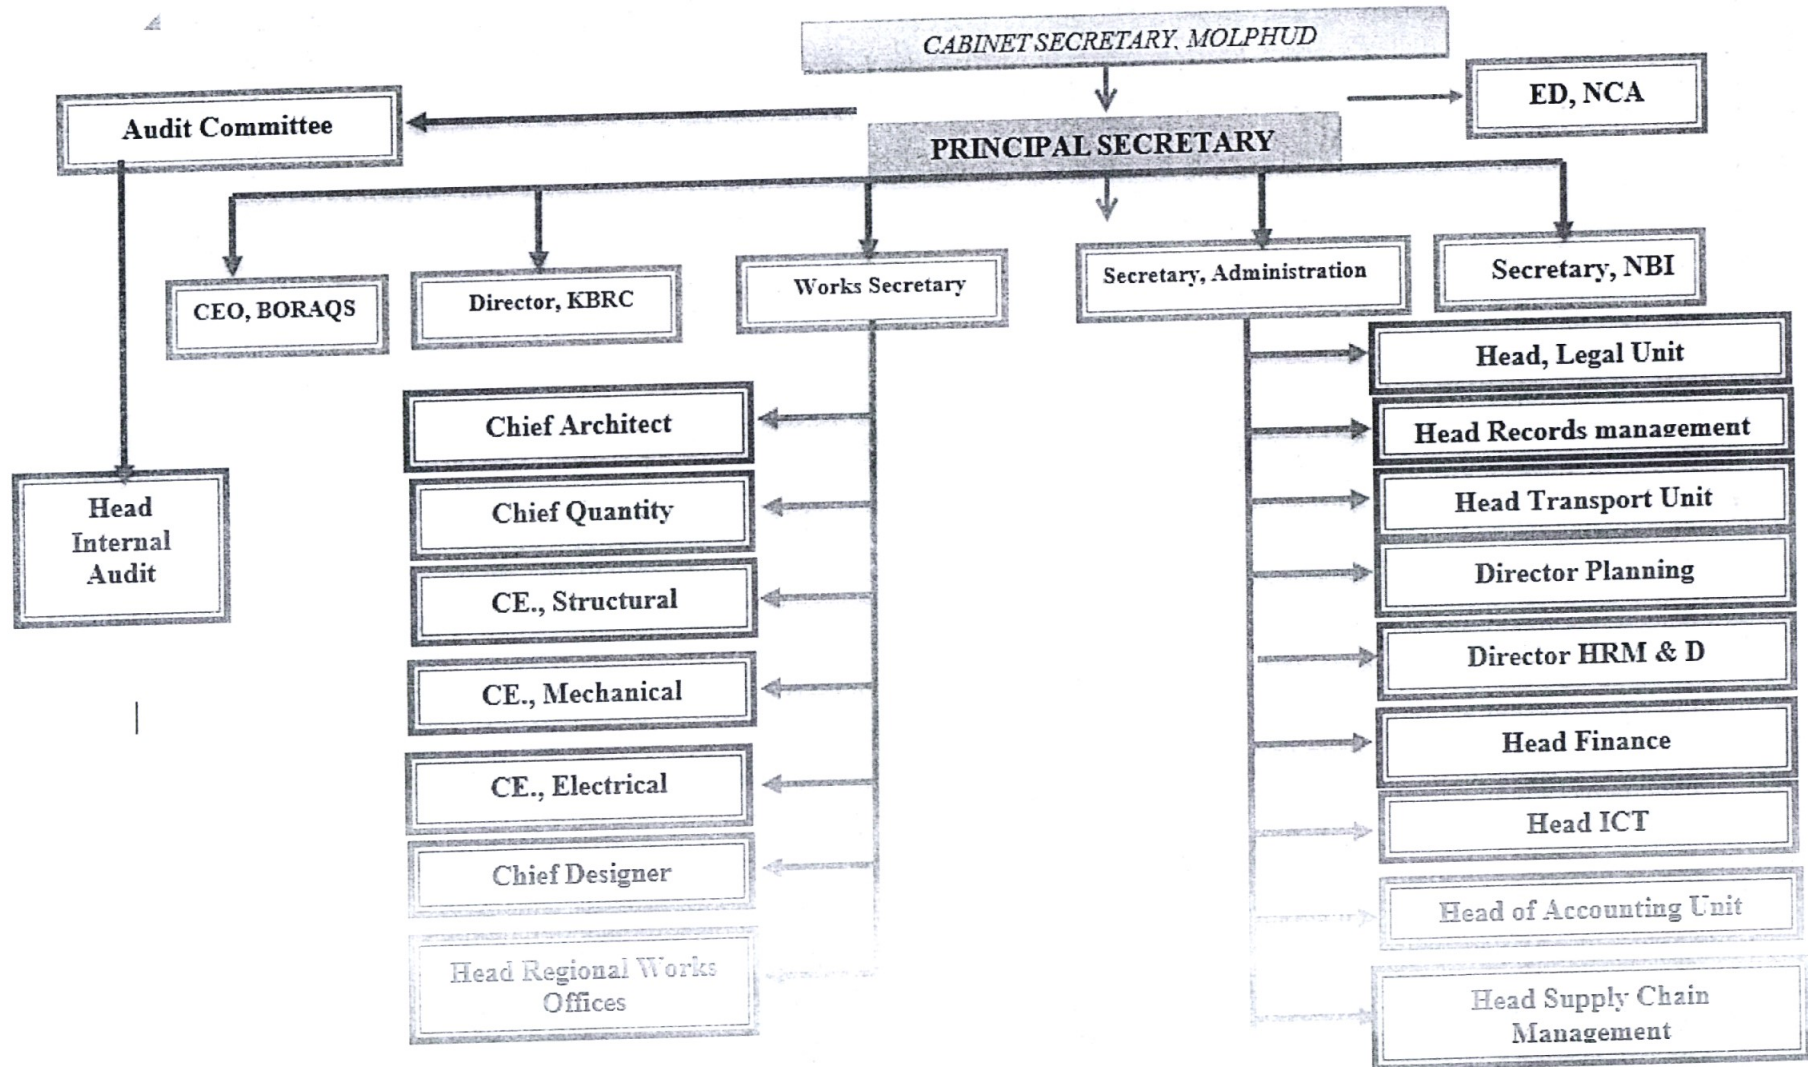 CABINET SECRETARY, MOLPHUD
ED, NCA
Audit Committee
PRINCIPAL SECRETARY
CEO, BORAQS
Director, KBRC
Works Secretary
Secretary, Administration
Secretary, NBI
Head
Internal
Audit
Chief Architect
Chief Quantity
CE., Structural
CE., Mechanical
CE., Electrical
Chief Designer
Head Regional Works
Offices
Head, Legal Unit
Head Records management
Head Transport Unit
Director Planning
Director HRM & D
Head Finance
Head ICT
Head of Accounting Unit
Head Supply Chain
Management